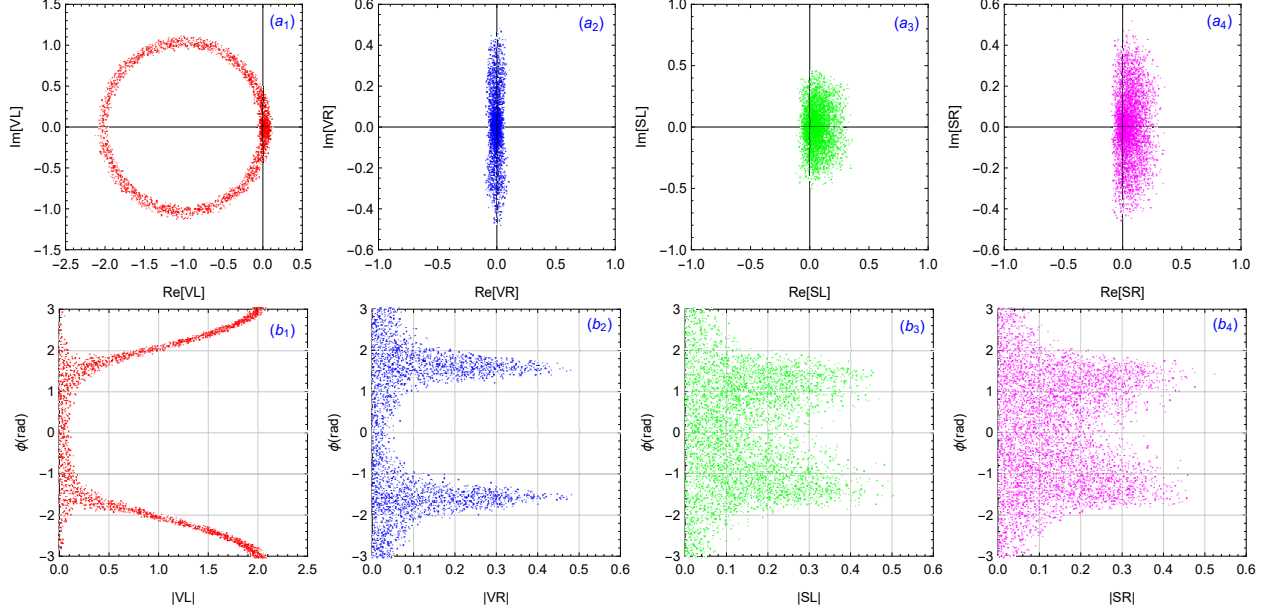 (a1)
1.5
1.0
0.5
0.0
−0.5
−1.0
−1.5
Im[VL]
−2.5 −2.0 −1.5 −1.0 −0.5 0.0 0.5
Re[VL]
(a2)
0.6
0.4
0.2
0.0
−0.2
−0.4
−0.6
Im[VR]
−1.0 −0.5 0.0 0.5 1.0
Re[VR]
(a3)
1.0
0.5
0.0
−0.5
−1.0
Im[SL]
−1.0 −0.5 0.0 0.5 1.0
Re[SL]
(a4)
0.6
0.4
0.2
0.0
−0.2
−0.4
−0.6
Im[SR]
−1.0 −0.5 0.0 0.5 1.0
Re[SR]
(b1)
3
2
1
0
−1
−2
−3
ϕ(rad)
0.0 0.5 1.0 1.5 2.0 2.5
|VL|
(b2)
3
2
1
0
−1
−2
−3
ϕ(rad)
0.0 0.1 0.2 0.3 0.4 0.5 0.6
|VR|
(b3)
3
2
1
0
−1
−2
−3
ϕ(rad)
0.0 0.1 0.2 0.3 0.4 0.5 0.6
|SL|
(b4)
3
2
1
0
−1
−2
−3
ϕ(rad)
0.0 0.1 0.2 0.3 0.4 0.5 0.6
|SR|